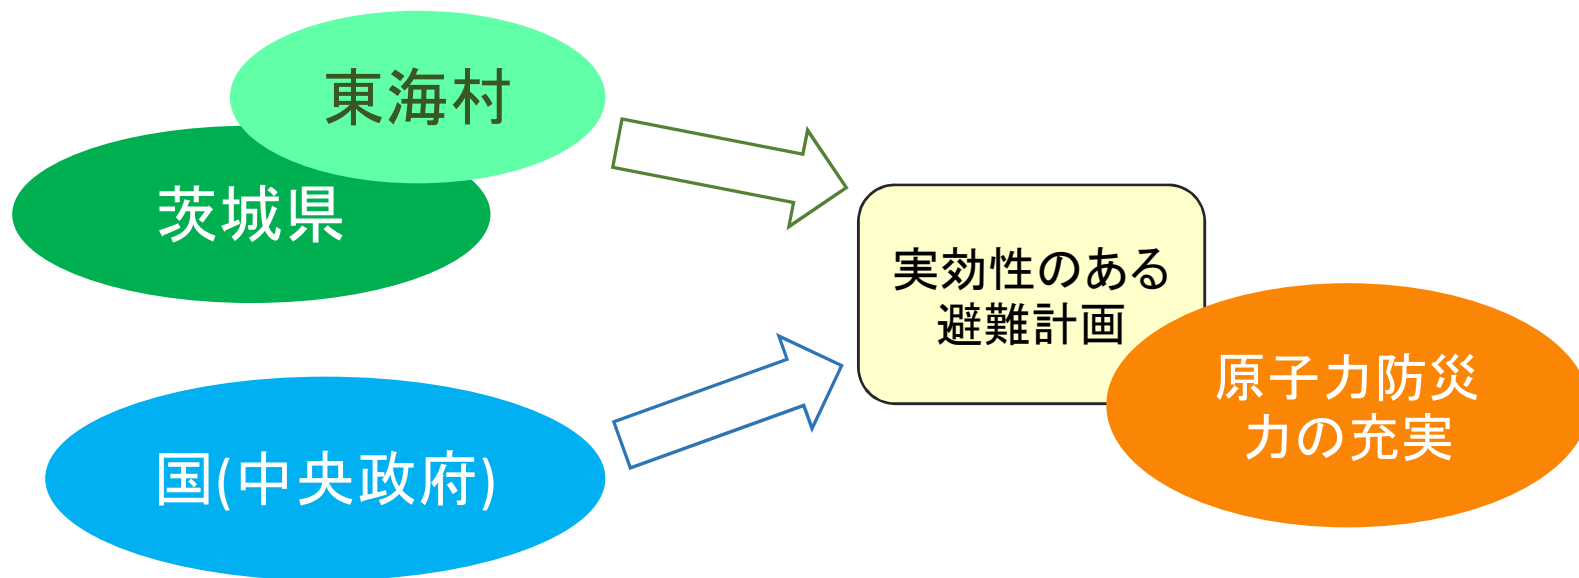 東海村
茨城県
国(中央政府)
実効性のある
避難計画
原子力防災
力の充実